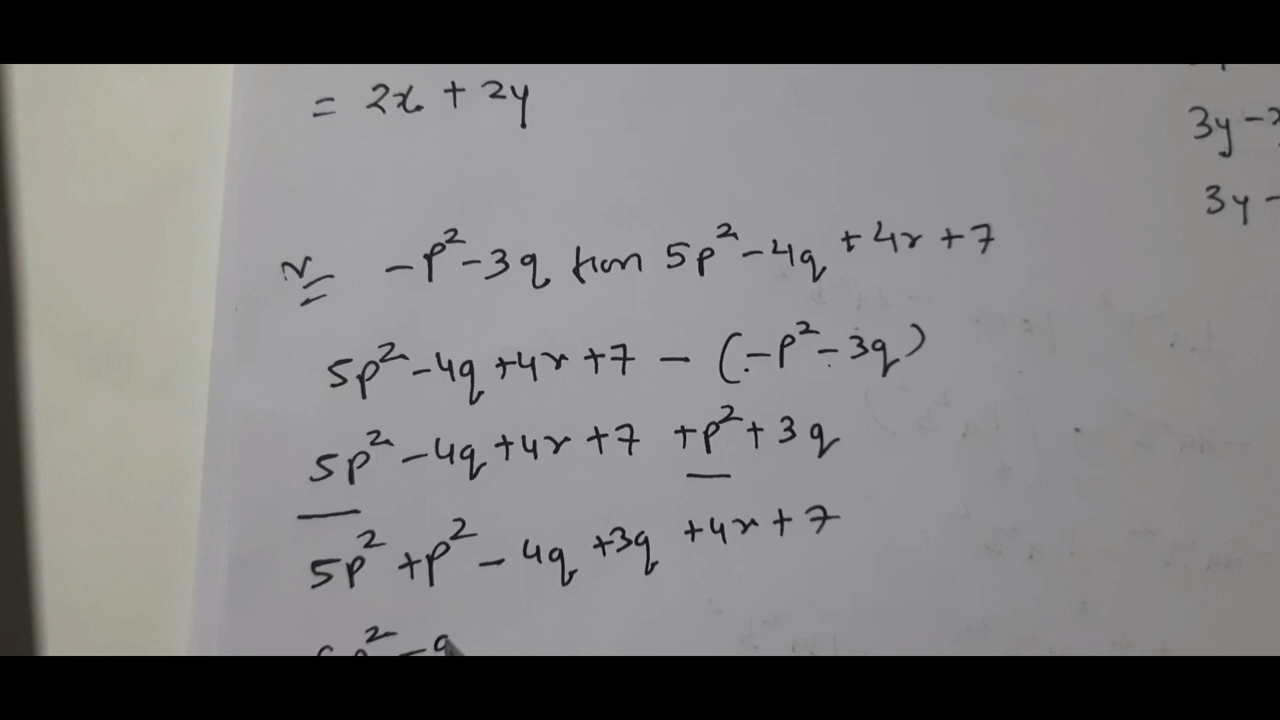 = 2x + 2y
3y -
3y -
v -p² - 3q from 5p² - 4q + 4r + 7
5p² - 4q + 4r + 7 - (-p² - 3q)
5p² - 4q + 4r + 7 + p² + 3q
5p² + p² - 4q + 3q + 4r + 7
6p² - q